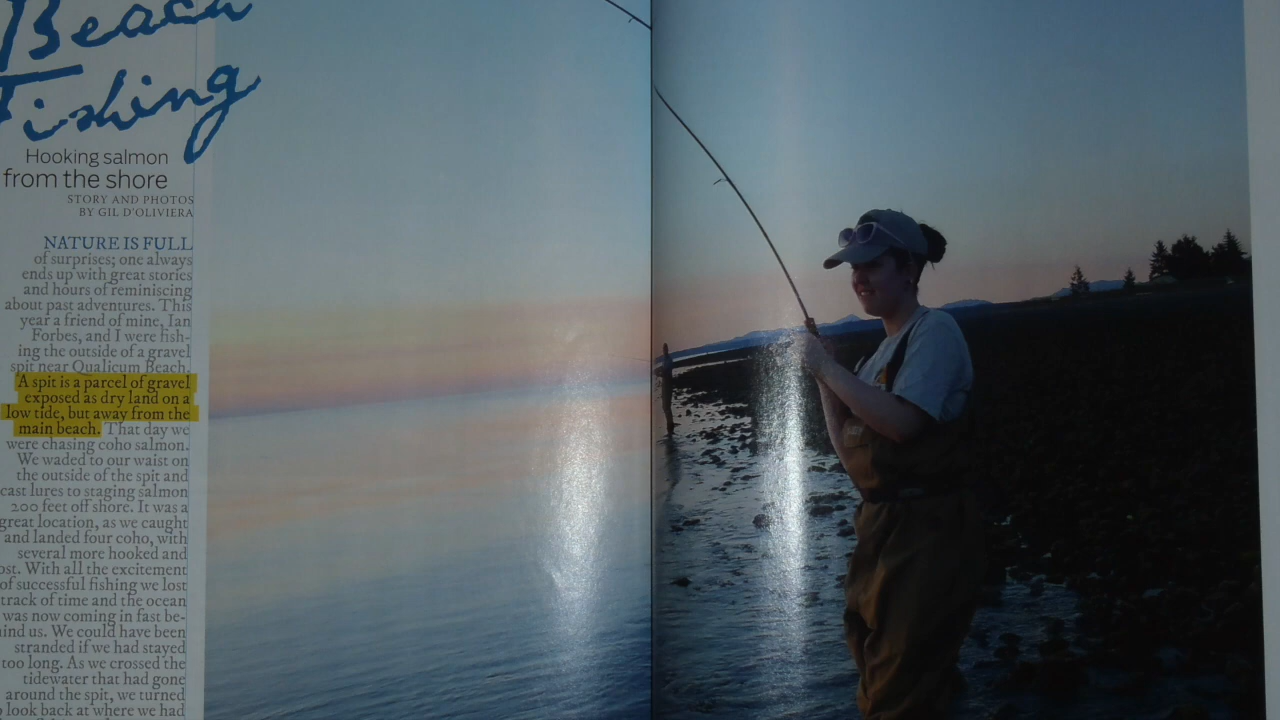 Beach
Fishing
Hooking salmon
from the shore
STORY AND PHOTOS
BY GIL D'OLIVIERA
NATURE IS FULL
of surprises; one always
ends up with great stories
and hours of reminiscing
about past adventures. This
year a friend of mine, Ian
Forbes, and I were fish-
ing the outside of a gravel
spit near Qualicum Beach.
A spit is a parcel of gravel
exposed as dry land on a
low tide, but away from the
main beach. That day we
were chasing coho salmon.
We waded to our waist on
the outside of the spit and
cast lures to staging salmon
200 feet off shore. It was a
great location, as we caught
and landed four coho, with
several more hooked and
ost. With all the excitement
of successful fishing we lost
track of time and the ocean
was now coming in fast be-
ind us. We could have been
stranded if we had stayed
too long. As we crossed the
tidewater that had gone
around the spit, we turned
look back at where we had